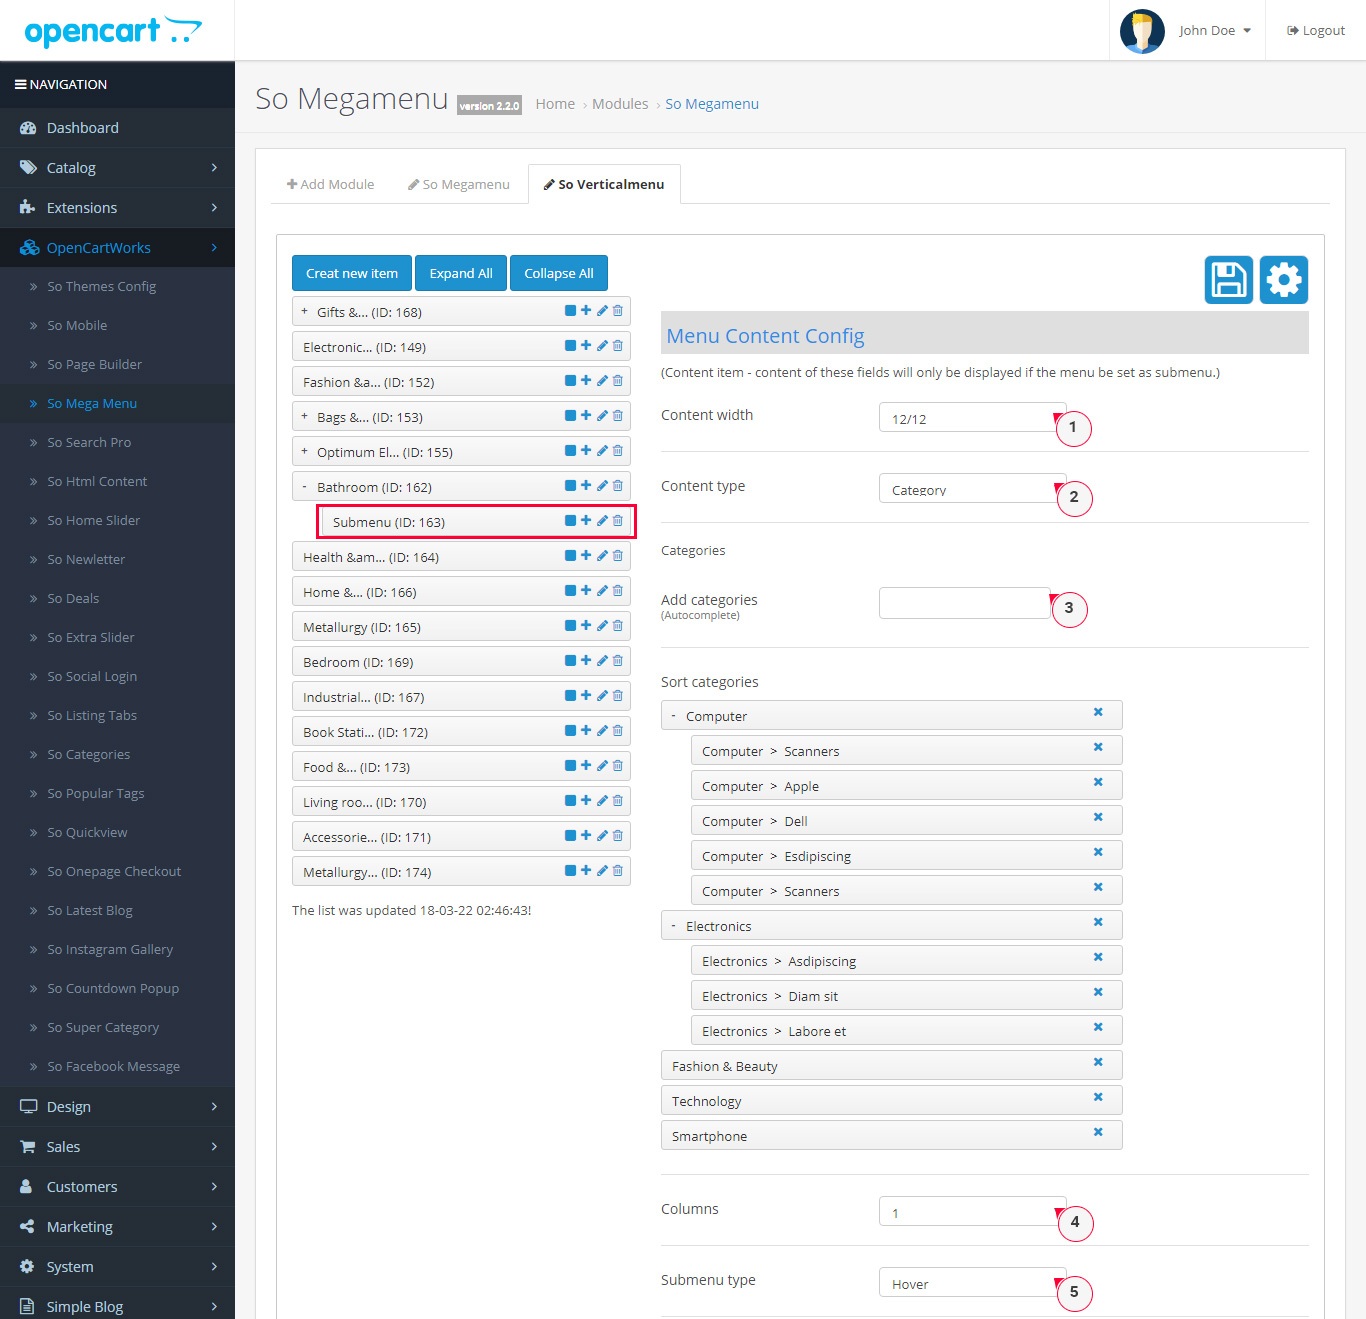 opencart
John Doe
Logout
NAVIGATION
Dashboard
Catalog
Extensions
OpenCartWorks
So Themes Config
So Mobile
So Page Builder
So Mega Menu
So Search Pro
So Html Content
So Home Slider
So Newletter
So Deals
So Extra Slider
So Social Login
So Listing Tabs
So Categories
So Popular Tags
So Quickview
So Onepage Checkout
So Latest Blog
So Instagram Gallery
So Countdown Popup
So Super Category
So Facebook Message
Design
Sales
Customers
Marketing
System
Simple Blog
So Megamenu version 2.2.0 Home › Modules › So Megamenu
Add Module
So Megamenu
So Verticalmenu
Creat new item
Expand All
Collapse All
+ Gifts &... (ID: 168)
Electronic... (ID: 149)
Fashion &a... (ID: 152)
+ Bags &... (ID: 153)
+ Optimum El... (ID: 155)
- Bathroom (ID: 162)
Submenu (ID: 163)
Health &am... (ID: 164)
Home &... (ID: 166)
Metallurgy (ID: 165)
Bedroom (ID: 169)
Industrial... (ID: 167)
Book Stati... (ID: 172)
Food &... (ID: 173)
Living roo... (ID: 170)
Accessorie... (ID: 171)
Metallurgy... (ID: 174)
The list was updated 18-03-22 02:46:43!
Menu Content Config
(Content item - content of these fields will only be displayed if the menu be set as submenu.)
Content width
12/12
1
Content type
Category
2
Categories
Add categories
(Autocomplete)
3
Sort categories
- Computer
Computer > Scanners
Computer > Apple
Computer > Dell
Computer > Esdipiscing
Computer > Scanners
- Electronics
Electronics > Asdipiscing
Electronics > Diam sit
Electronics > Labore et
Fashion & Beauty
Technology
Smartphone
Columns
1
4
Submenu type
Hover
5